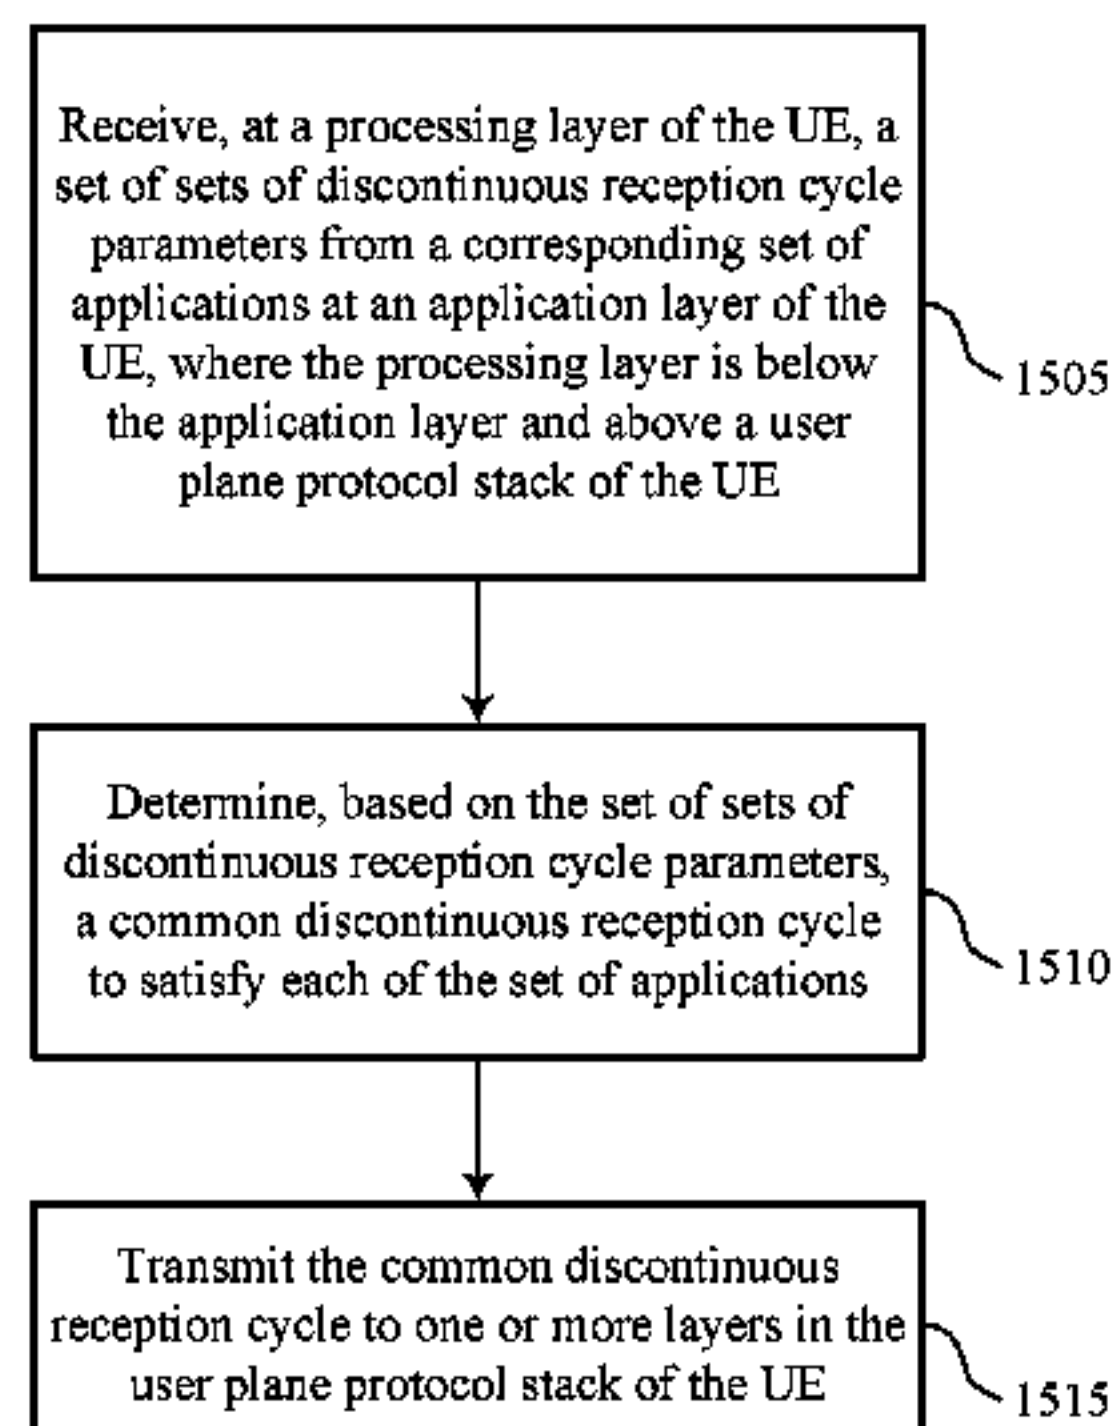 Receive, at a processing layer of the UE, a
set of sets of discontinuous reception cycle
parameters from a corresponding set of
applications at an application layer of the
UE, where the processing layer is below
the application layer and above a user
plane protocol stack of the UE
1505
Determine, based on the set of sets of
discontinuous reception cycle parameters,
a common discontinuous reception cycle
to satisfy each of the set of applications
1510
Transmit the common discontinuous
reception cycle to one or more layers in the
user plane protocol stack of the UE
1515